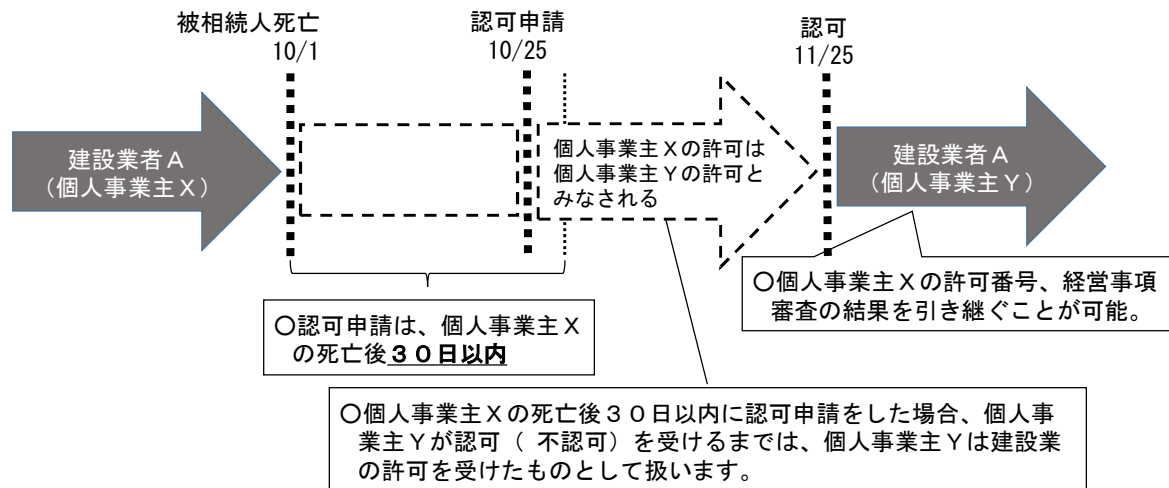 被相続人死亡
10/1
認可申請
10/25
認可
11/25
建設業者A
（個人事業主X）
個人事業主Xの許可は
個人事業主Yの許可と
みなされる
建設業者A
（個人事業主Y）
○個人事業主Xの許可番号、経営事項
審査の結果を引き継ぐことが可能。
○認可申請は、個人事業主X
の死亡後３０日以内
○個人事業主Xの死亡後３０日以内に認可申請をした場合、個人事
業主Yが認可（ 不認可）を受けるまでは、個人事業主Yは建設業
の許可を受けたものとして扱います。